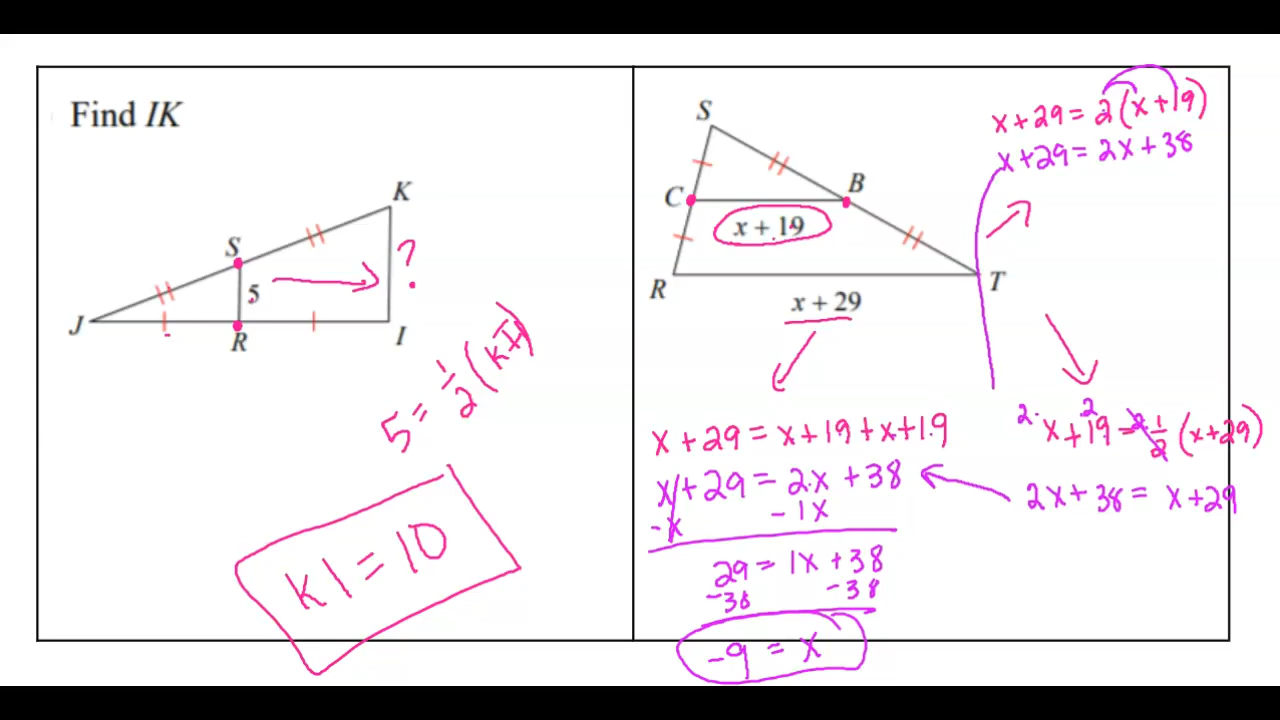 Find IK
K
S
5
?
J
R
I
5 = 1/2 (KI)
KI = 10
S
C
B
x + 19
R
T
x + 29
x + 29 = 2(x + 19)
x + 29 = 2x + 38
x + 29 = x + 19 + x + 19
x + 29 = 2x + 38
-x -1x
29 = 1x + 38
-38 -38
-9 = x
2· x + 2·19 = 2· 1/2 (x + 29)
2x + 38 = x + 29